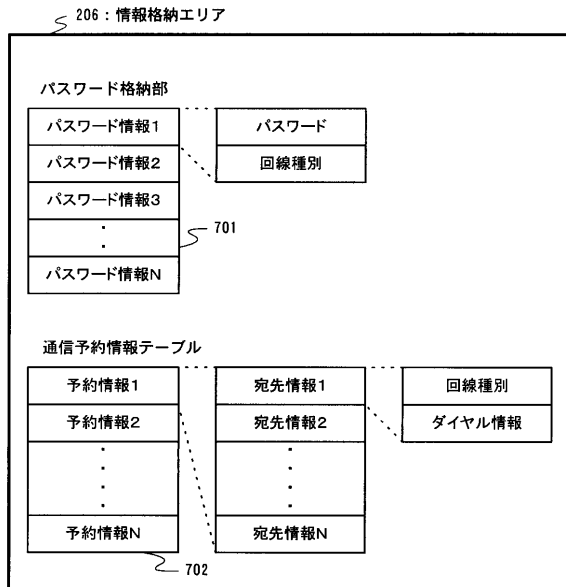 206：情報格納エリア
パスワード格納部
パスワード情報1
パスワード情報2
パスワード情報3
パスワード情報N
パスワード
回線種別
701
通信予約情報テーブル
予約情報1
予約情報2
予約情報N
宛先情報1
宛先情報2
宛先情報N
回線種別
ダイヤル情報
702